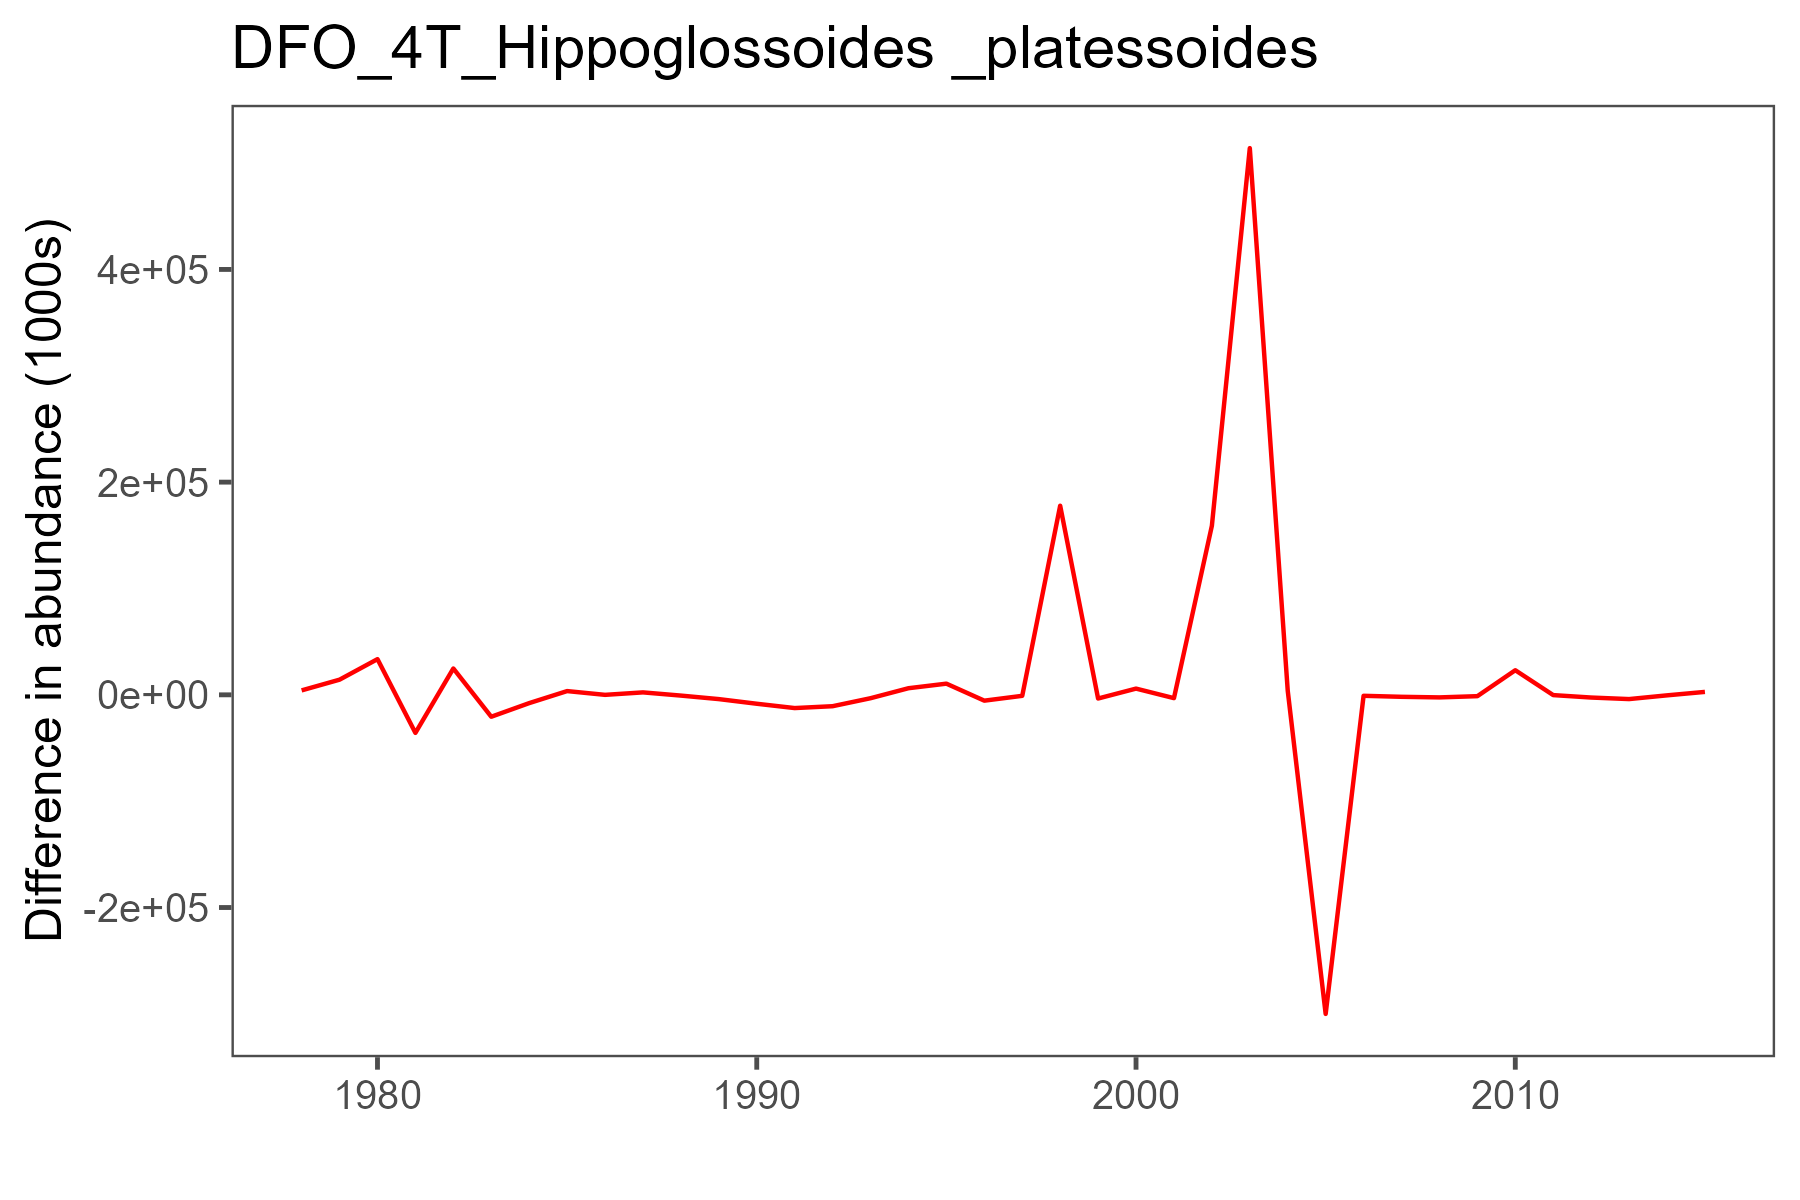 DFO_4T_Hippoglossoides _platessoides
Difference in abundance (1000s)
4e+05
2e+05
0e+00
-2e+05
1980
1990
2000
2010